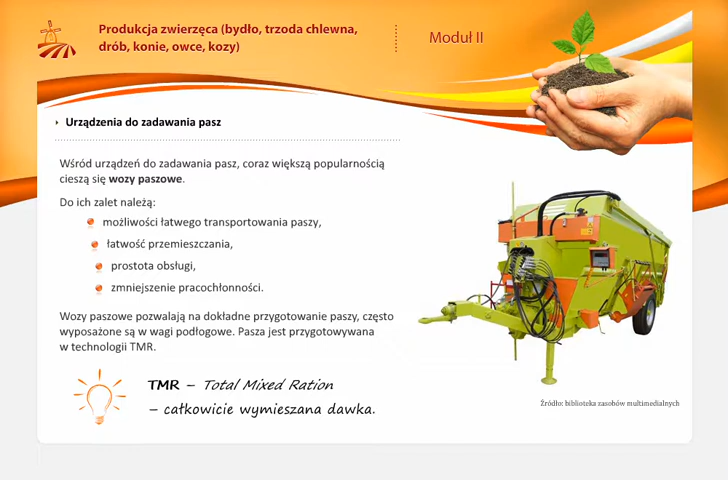 Produkcja zwierzęca (bydło, trzoda chlewna,
drób, konie, owce, kozy)
Moduł II
Urządzenia do zadawania pasz
Wśród urządzeń do zadawania pasz, coraz większą popularnością
cieszą się wozy paszowe.
Do ich zalet należą:
możliwości łatwego transportowania paszy,
łatwość przemieszczania,
prostota obsługi,
zmniejszenie pracochłonności.
Wozy paszowe pozwalają na dokładne przygotowanie paszy, często
wyposażone są w wagi podłogowe. Pasza jest przygotowywana
w technologii TMR.
TMR – Total Mixed Ration
– całkowicie wymieszana dawka.
Źródło: biblioteka zasobów multimedialnych